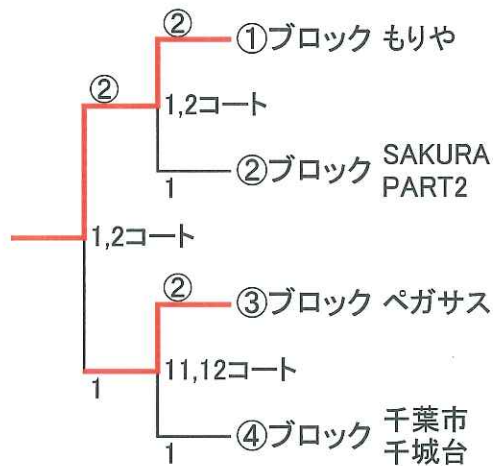 ②
①ブロック もりや
②
1,2コート
②ブロック SAKURA
PART2
1
1,2コート
②
③ブロック ペガサス
1
11,12コート
④ブロック 千葉市
千城台
1